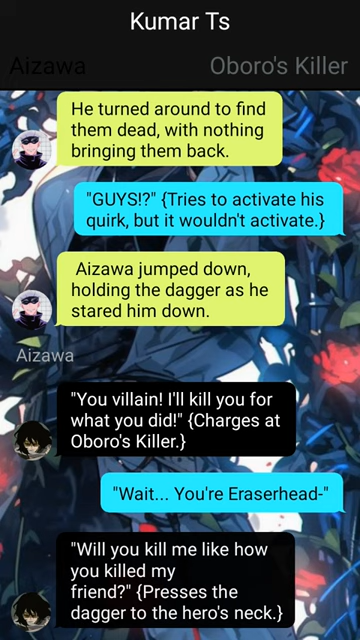 Kumar Ts
Aizawa
Oboro's Killer
He turned around to find
them dead, with nothing
bringing them back.
"GUYS!?" {Tries to activate his
quirk, but it wouldn't activate.}
Aizawa jumped down,
holding the dagger as he
stared him down.
Aizawa
"You villain! I'll kill you for
what you did!" {Charges at
Oboro's Killer.}
"Wait... You're Eraserhead-"
"Will you kill me like how
you killed my
friend?" {Presses the
dagger to the hero's neck.}